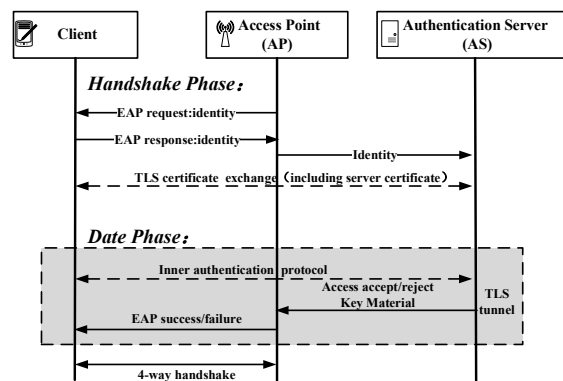 Client
Access Point
(AP)
Authentication Server
(AS)
Handshake Phase：
EAP request:identity
EAP response:identity
Identity
TLS certificate exchange（including server certificate）
Date Phase：
Inner authentication protocol
Access accept/reject
Key Material
TLS
tunnel
EAP success/failure
4-way handshake